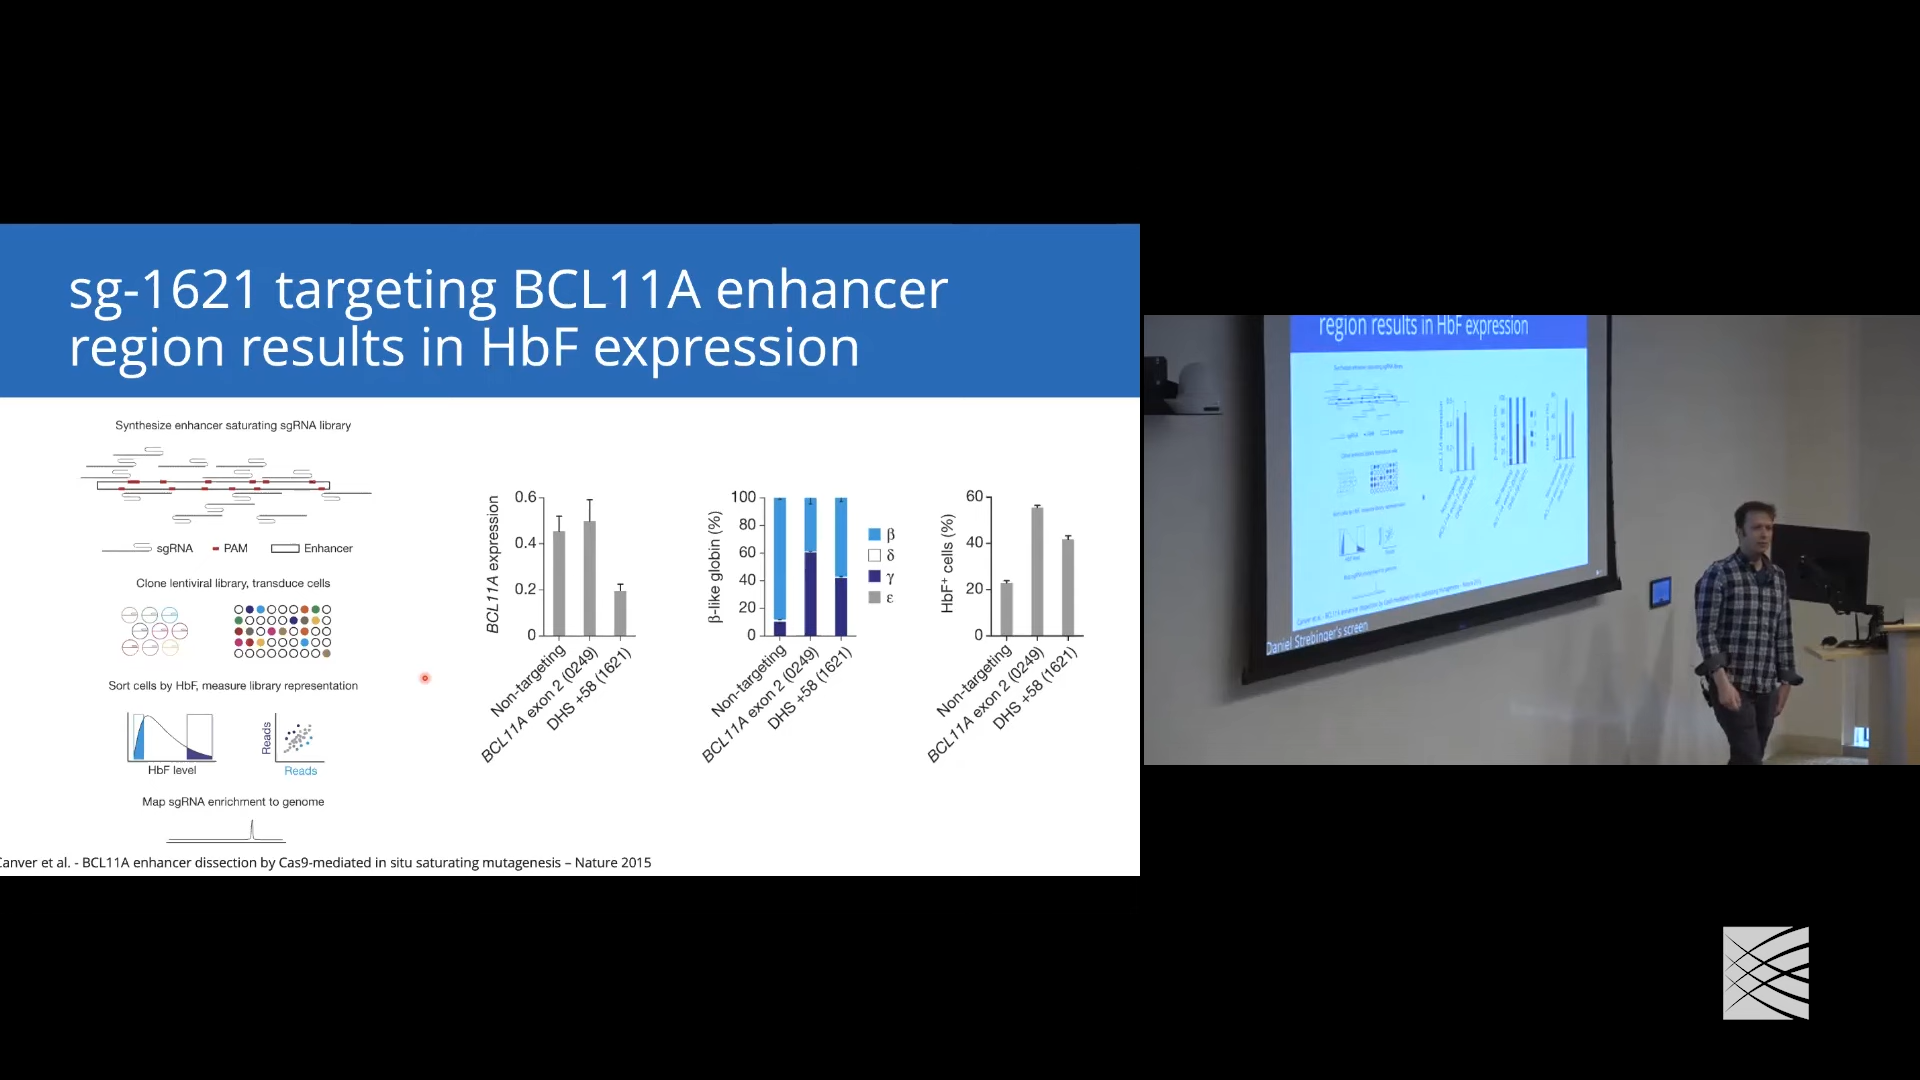 sg-1621 targeting BCL11A enhancer
region results in HbF expression
Synthesize enhancer saturating sgRNA library
sgRNA
PAM
Enhancer
Clone lentiviral library, transduce cells
Sort cells by HbF, measure library representation
HbF level
Reads
Reads
Map sgRNA enrichment to genome
BCL11A expression
0.6
0.4
0.2
0
Non-targeting
BCL11A exon 2 (0249)
DHS +58 (1621)
β-like globin (%)
100
80
60
40
20
0
Non-targeting
BCL11A exon 2 (0249)
DHS +58 (1621)
β
δ
γ
ε
HbF⁺ cells (%)
60
40
20
0
Non-targeting
BCL11A exon 2 (0249)
DHS +58 (1621)
Canver et al. - BCL11A enhancer dissection by Cas9-mediated in situ saturating mutagenesis – Nature 2015
region results in HbF expression
Daniel Strebinger's screen